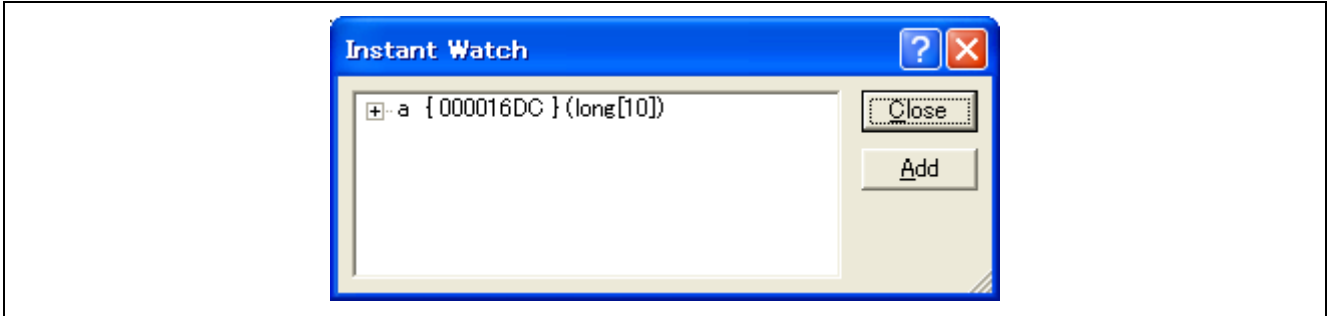 Instant Watch
a { 000016DC } (long[10])
Close
Add